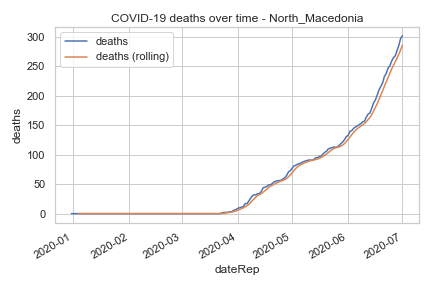 COVID-19 deaths over time - North_Macedonia
deaths
deaths (rolling)
300
250
200
150
100
50
0
deaths
2020-01
2020-02
2020-03
2020-04
2020-05
2020-06
2020-07
dateRep